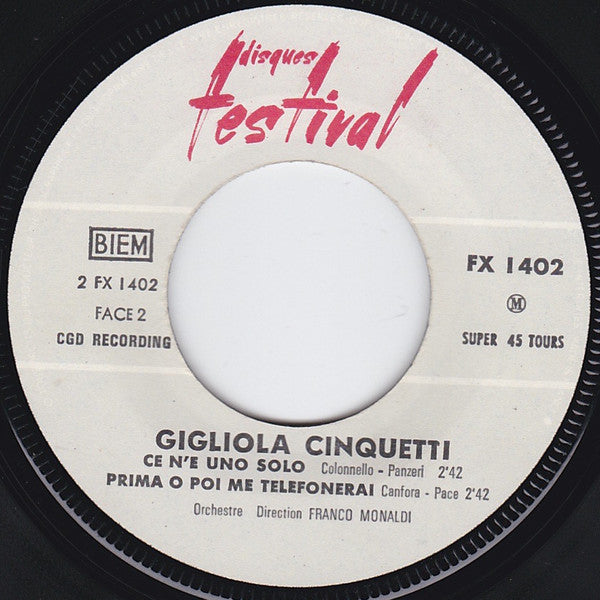 disques
festival
BIEM
2 FX 1402
FACE 2
CGD RECORDING
FX 1402
M
SUPER 45 TOURS
GIGLIOLA CINQUETTI
CE N'E UNO SOLO Colonnello - Panzeri 2'42
PRIMA O POI ME TELEFONERAI Canfora - Pace 2'42
Orchestre Direction FRANCO MONALDI